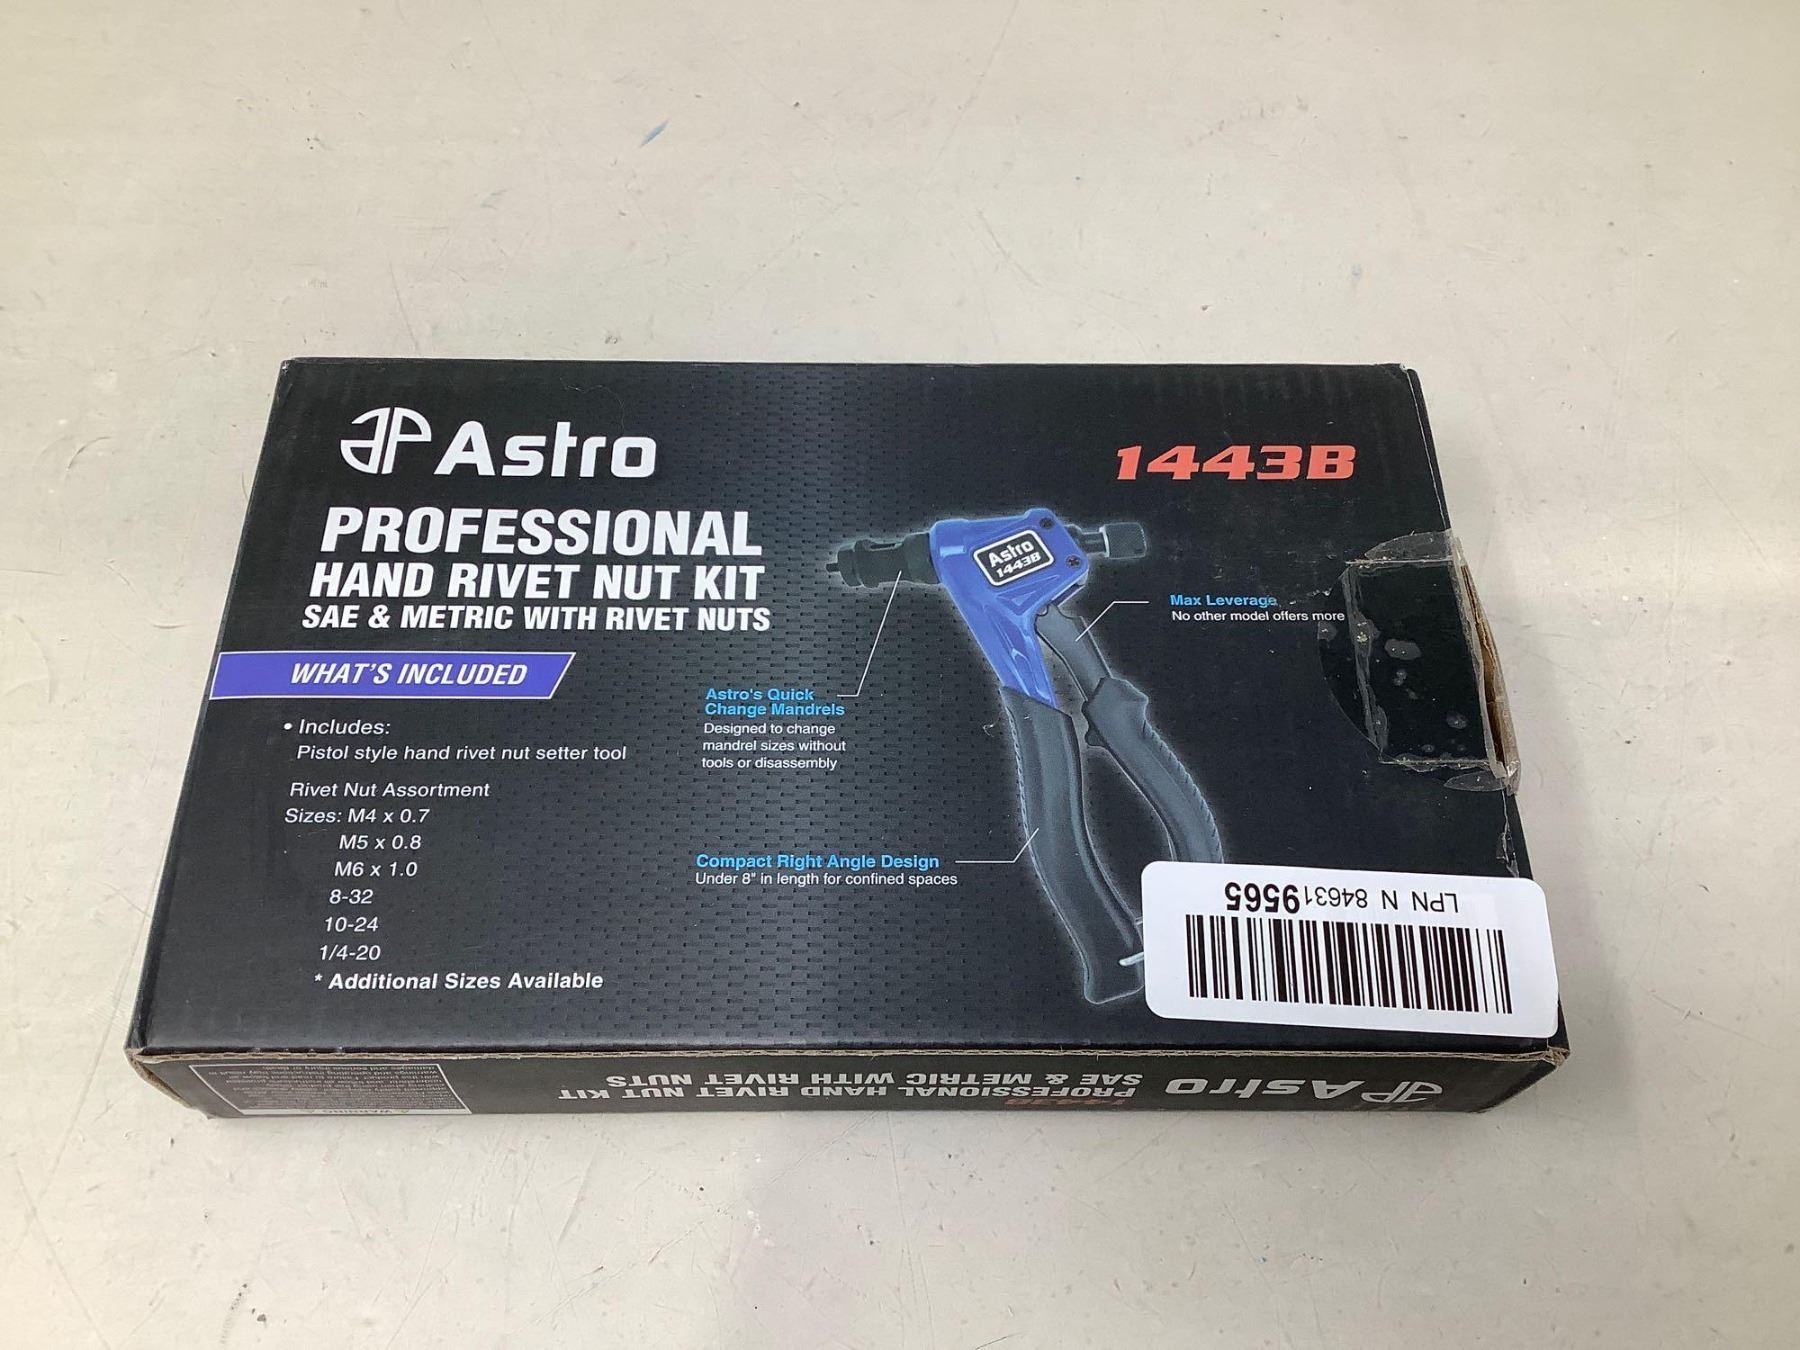 AP Astro
1443B
PROFESSIONAL
HAND RIVET NUT KIT
SAE & METRIC WITH RIVET NUTS
WHAT'S INCLUDED
• Includes:
Pistol style hand rivet nut setter tool
Rivet Nut Assortment
Sizes: M4 x 0.7
M5 x 0.8
M6 x 1.0
8-32
10-24
1/4-20
* Additional Sizes Available
Astro
1443B
Max Leverage
No other model offers more
Astro's Quick
Change Mandrels
Designed to change
mandrel sizes without
tools or disassembly
Compact Right Angle Design
Under 8" in length for confined spaces
LPN N 846319565
AP Astro
1443B
PROFESSIONAL HAND RIVET NUT KIT
SAE & METRIC WITH RIVET NUTS
WARNING